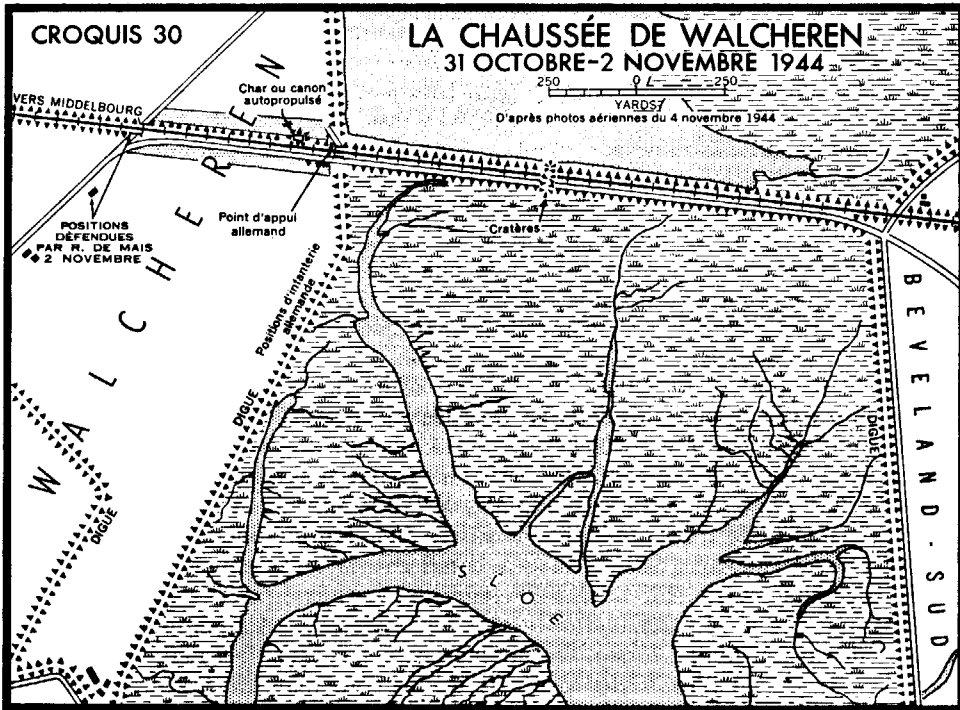 CROQUIS 30
LA CHAUSSÉE DE WALCHEREN
31 OCTOBRE-2 NOVEMBRE 1944
250 0 250
YARDS
D'après photos aériennes du 4 novembre 1944
VERS MIDDELBOURG
Char ou canon
autopropulsé
POSITIONS
DÉFENDUES
PAR R. DE MAIS
2 NOVEMBRE
Point d'appui
allemand
Cratères
Positions d'infanterie
allemande
WALCHEREN
DIGUE
DIGUE
DIGUE
SLOE
BEVELAND-SUD